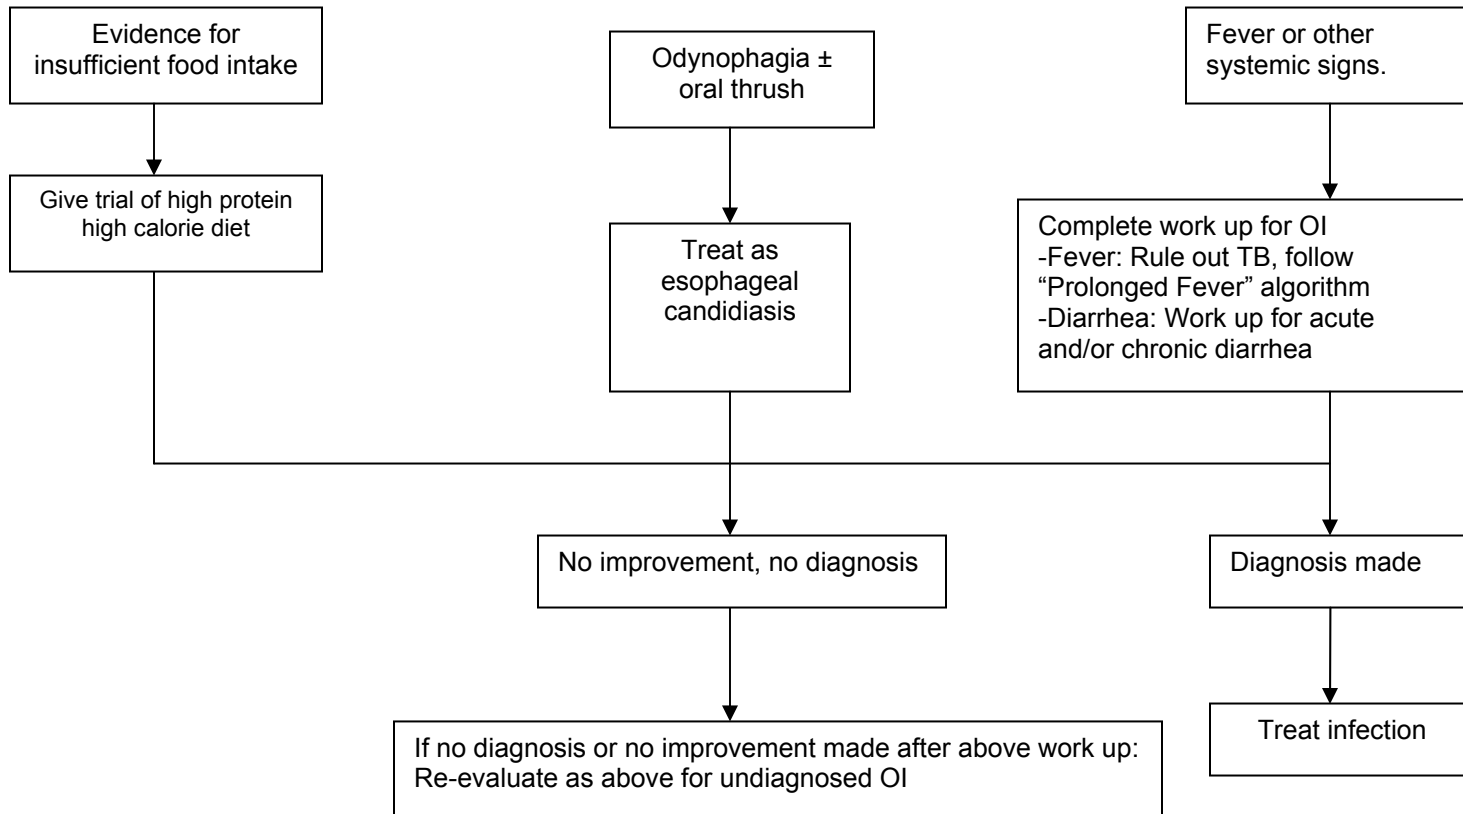 Evidence for
insufficient food intake
Odynophagia ±
oral thrush
Fever or other
systemic signs.
Give trial of high protein
high calorie diet
Treat as
esophageal
candidiasis
Complete work up for OI
-Fever: Rule out TB, follow
“Prolonged Fever” algorithm
-Diarrhea: Work up for acute
and/or chronic diarrhea
No improvement, no diagnosis
Diagnosis made
If no diagnosis or no improvement made after above work up:
Re-evaluate as above for undiagnosed OI
Treat infection